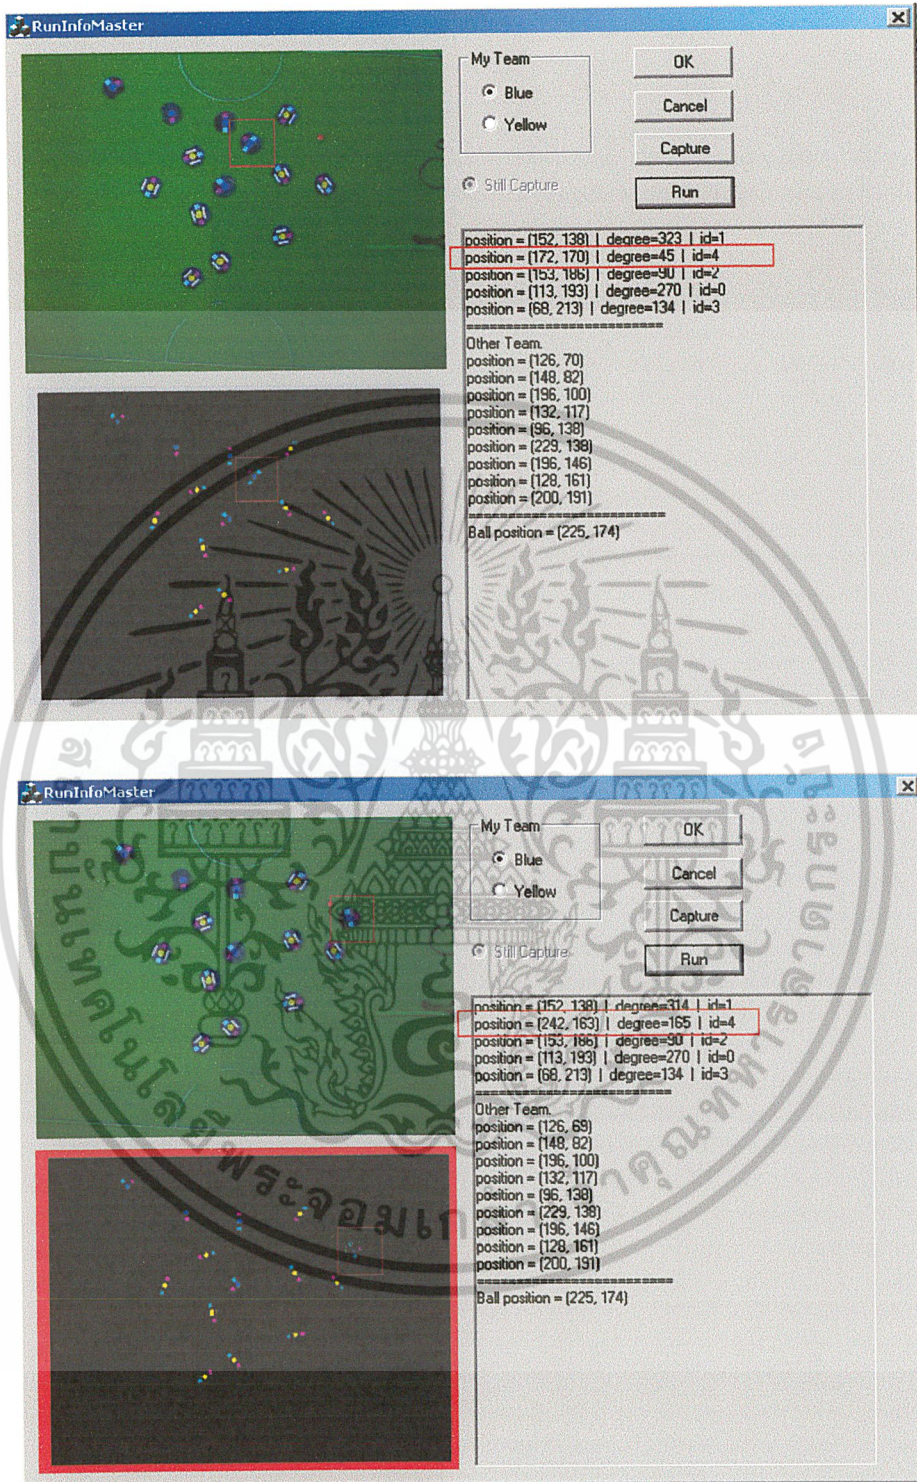 RunInfoMaster
My Team
Blue
Yellow
OK
Cancel
Capture
Still Capture
Run
position = (152, 138) | degree=323 | id=1
position = (172, 170) | degree=45 | id=4
position = (153, 186) | degree=90 | id=2
position = (113, 193) | degree=270 | id=0
position = (68, 213) | degree=134 | id=3
=========================
Other Team.
position = (126, 70)
position = (148, 82)
position = (196, 100)
position = (132, 117)
position = (96, 138)
position = (229, 138)
position = (196, 146)
position = (128, 161)
position = (200, 191)
=========================
Ball position = (225, 174)
RunInfoMaster
My Team
Blue
Yellow
OK
Cancel
Capture
Still Capture
Run
position = (152, 138) | degree=314 | id=1
position = (242, 163) | degree=165 | id=4
position = (153, 186) | degree=90 | id=2
position = (113, 193) | degree=270 | id=0
position = (68, 213) | degree=134 | id=3
=========================
Other Team.
position = (126, 69)
position = (148, 82)
position = (196, 100)
position = (132, 117)
position = (96, 138)
position = (229, 138)
position = (196, 146)
position = (128, 161)
position = (200, 191)
=========================
Ball position = (225, 174)